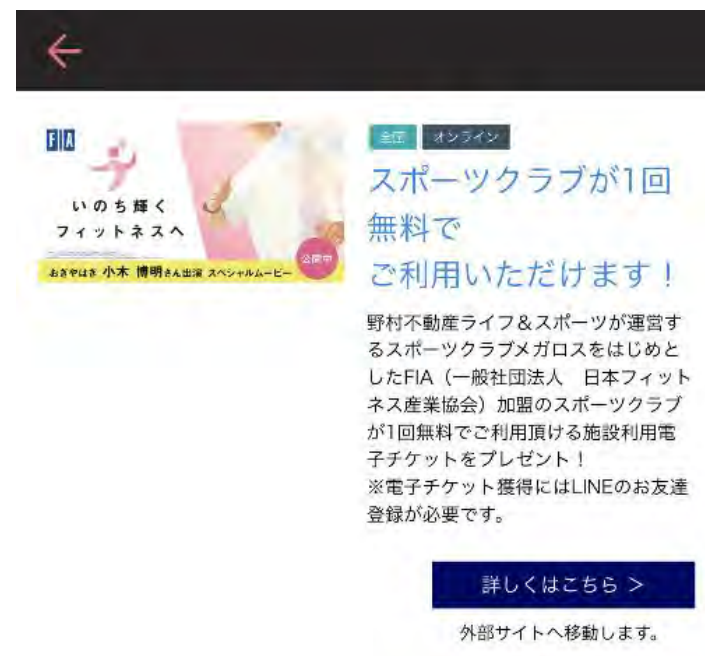 FIA
いのち輝く
フィットネスへ
公開中
おぎやはぎ 小木 博明さん出演 スペシャルムービー
全国 オンライン
スポーツクラブが1回
無料で
ご利用いただけます！
野村不動産ライフ＆スポーツが運営す
るスポーツクラブメガロスをはじめと
したFIA（一般社団法人　日本フィット
ネス産業協会）加盟のスポーツクラブ
が1回無料でご利用頂ける施設利用電
子チケットをプレゼント！
※電子チケット獲得にはLINEのお友達
登録が必要です。
詳しくはこちら ＞
外部サイトへ移動します。